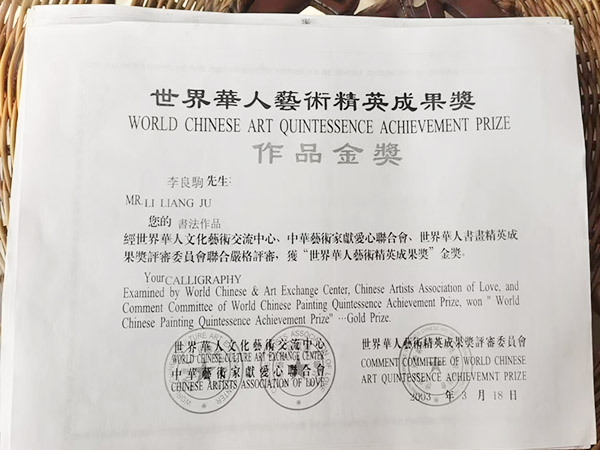 世界華人藝術精英成果獎
WORLD CHINESE ART QUINTESSENCE ACHIEVEMENT PRIZE
作品金獎
李良駒 先生:
MR. LI LIANG JU
您的 書法作品
經世界華人文化藝術交流中心、中華藝術家獻愛心聯合會、世界華人書畫精英成
果獎評審委員會聯合嚴格評審，獲“世界華人藝術精英成果獎”金獎。
Your CALLIGRAPHY
Examined by World Chinese & Art Exchange Center, Chinese Artists Association of Love, and
Comment Committee of World Chinese Painting Quintessence Achievement Prize, won " World
Chinese Painting Quintessence Achievement Prize" ···Gold Prize.
世界華人文化藝術交流中心
WORLD CHINESE CULTURE ART EXCHANGE CENTER
中華藝術家獻愛心聯合會
CHINESE ARTISTS ASSOCIATION OF LOVE
世界華人藝術精英成果獎評審委員會
COMMENT COMMITTEE OF WORLD CHINESE
ART QUINTESSENCE ACHIEVEMNT PRIZE
2003 年 3 月 18 日